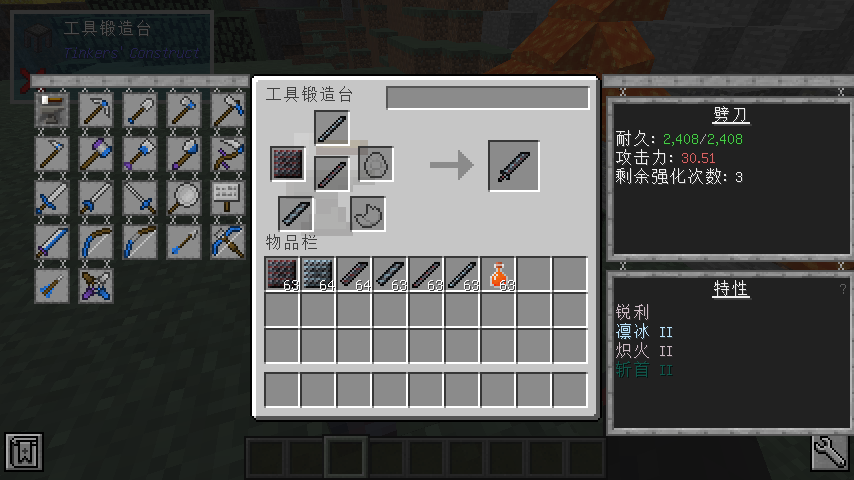 工具锻造台
Tinkers' Construct
工具锻造台
物品栏
63
64
64
63
63
63
63
劈刀
耐久: 2,408/2,408
攻击力: 30.51
剩余强化次数: 3
特性
?
锐利
凛冰 II
炽火 II
斩首 II